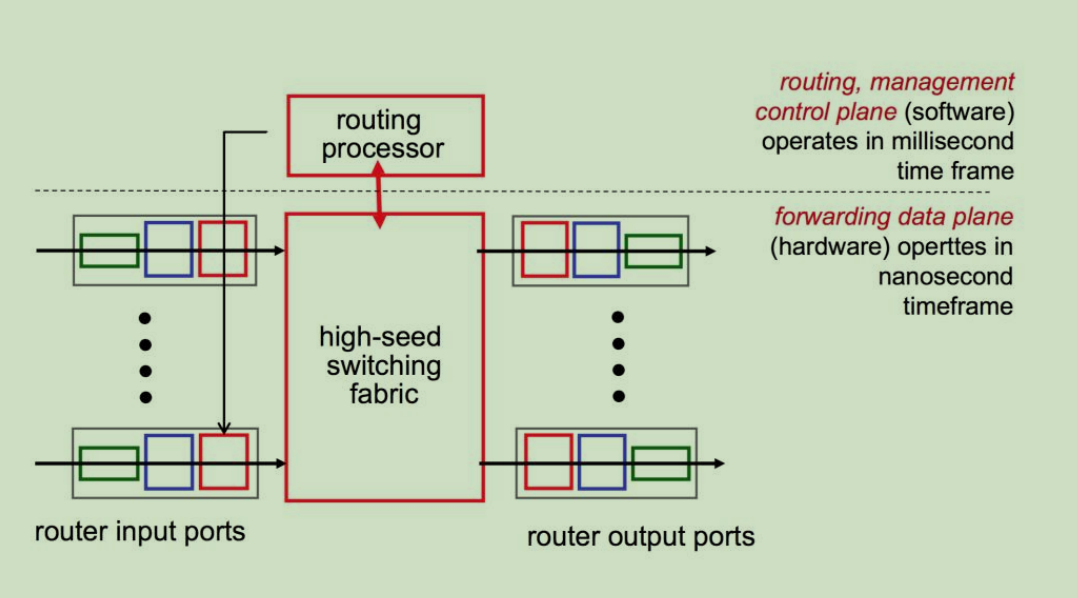 routing
processor
routing, management
control plane (software)
operates in millisecond
time frame
forwarding data plane
(hardware) operttes in
nanosecond
timeframe
high-seed
switching
fabric
router input ports
router output ports